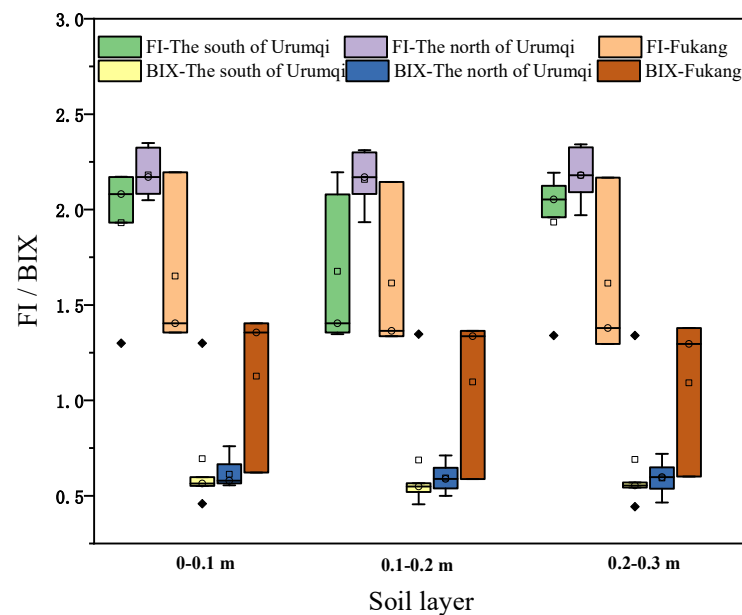 3.0
FI-The south of Urumqi FI-The north of Urumqi FI-Fukang
BIX-The south of Urumqi BIX-The north of Urumqi BIX-Fukang
2.5
2.0
1.5
1.0
0.5
FI / BIX
0-0.1 m 0.1-0.2 m 0.2-0.3 m
Soil layer